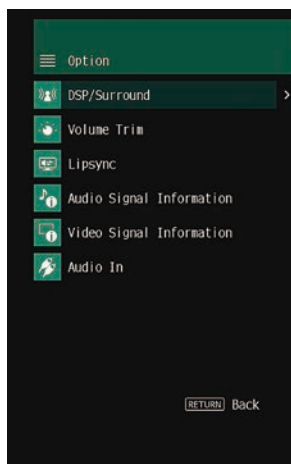 Option
DSP/Surround
Volume Trim
Lipsync
Audio Signal Information
Video Signal Information
Audio In
RETURN Back